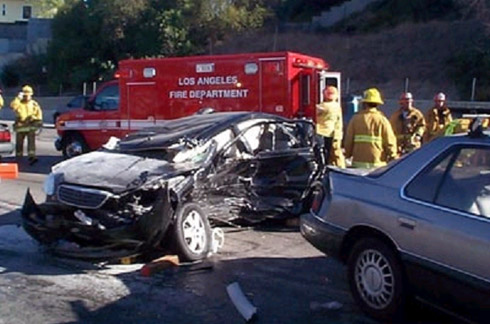 LOS ANGELES
FIRE DEPARTMENT